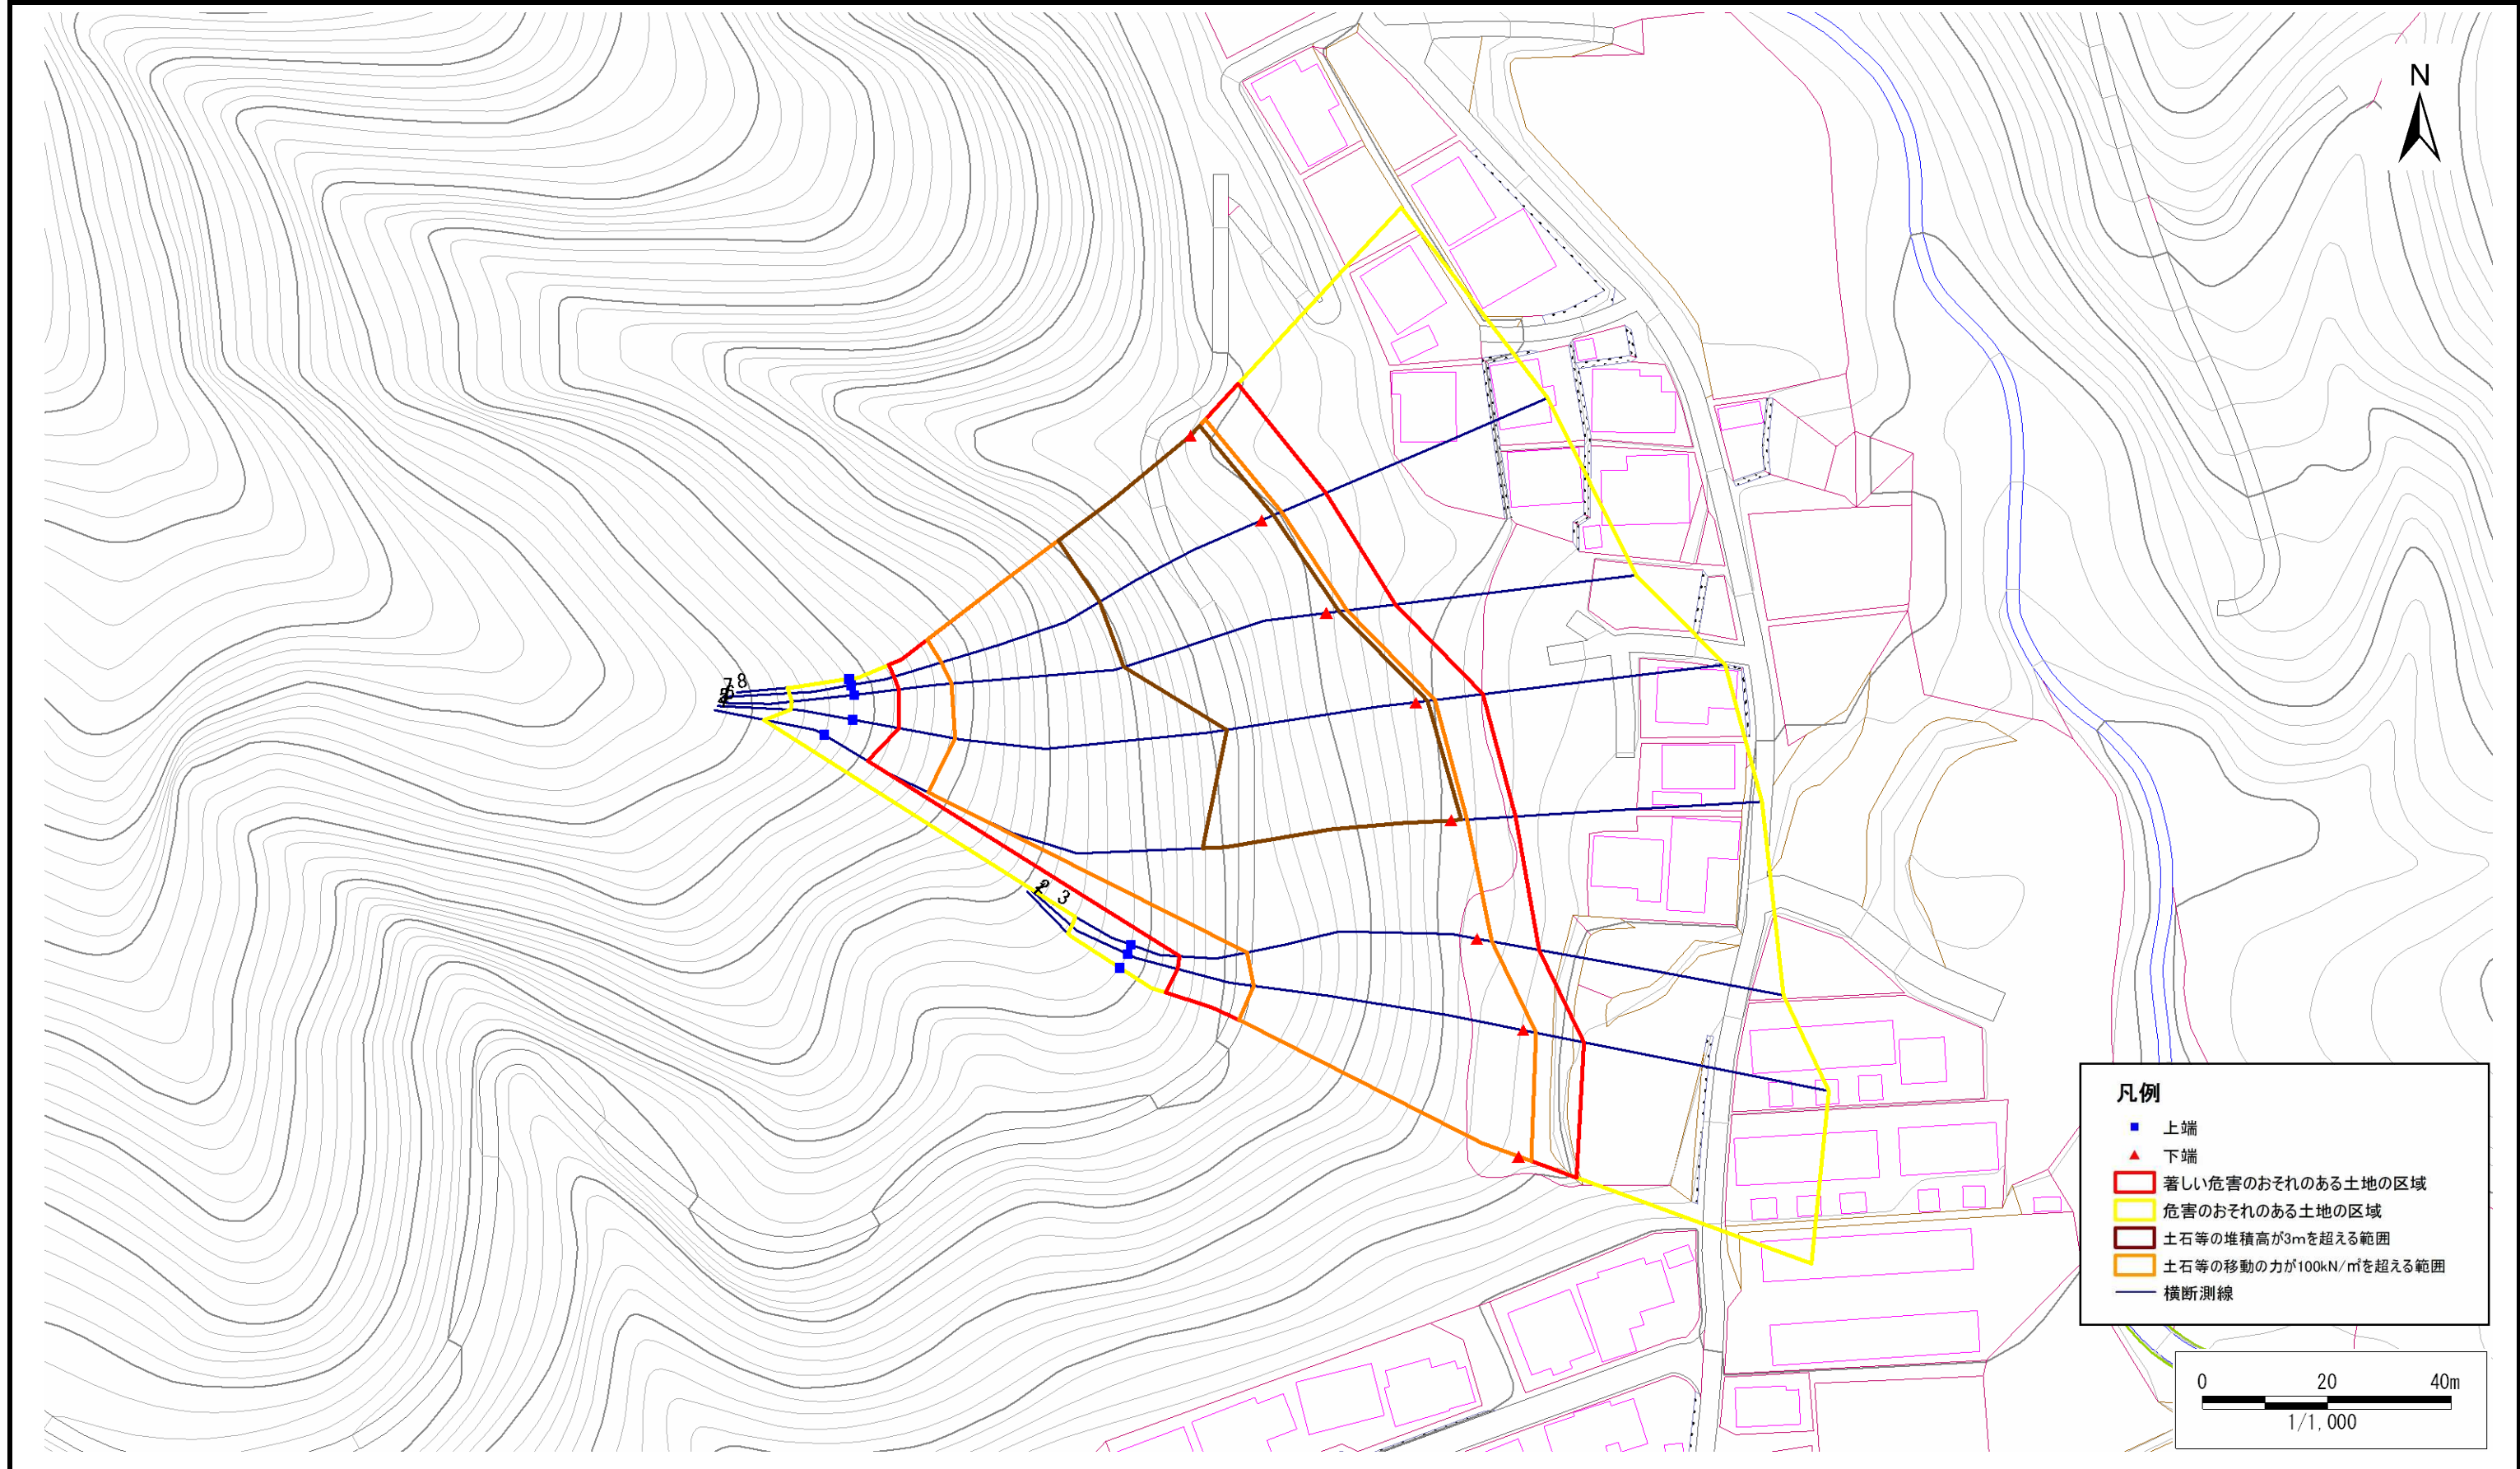 N
7 8
3
凡例
上端
下端
著しい危害のおそれのある土地の区域
危害のおそれのある土地の区域
土石等の堆積高が3mを超える範囲
土石等の移動の力が100kN/㎡を超える範囲
横断測線
0 20 40m
1/1,000